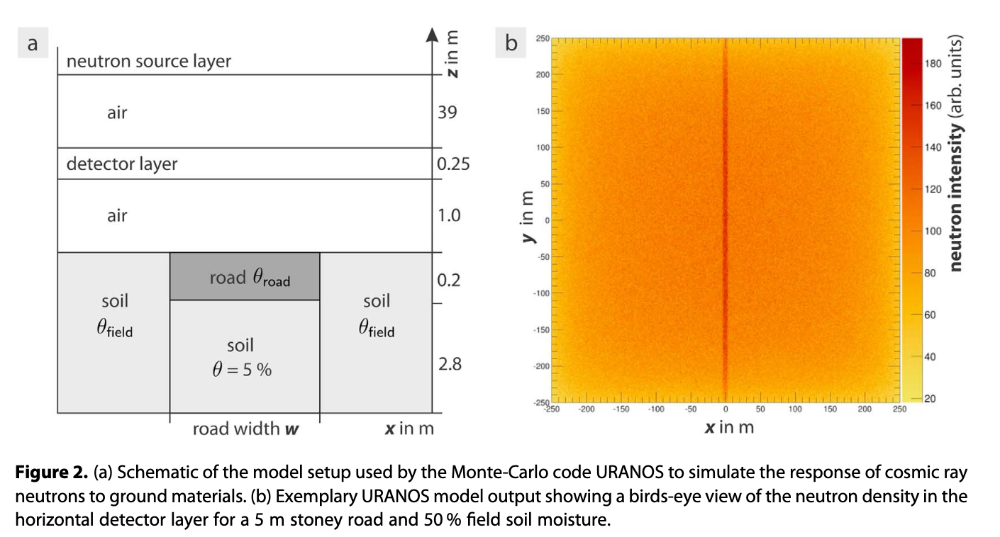 a
neutron source layer
z in m
air
39
detector layer
0.25
air
1.0
road θroad
0.2
soil
θfield
soil
θfield
soil
θ = 5 %
2.8
road width w
x in m
b
250
200
150
100
50
0
-50
-100
-150
-200
-250
y in m
-250 -200 -150 -100 -50 0 50 100 150 200 250
x in m
180
160
140
120
100
80
60
40
20
neutron intensity (arb. units)
Figure 2. (a) Schematic of the model setup used by the Monte-Carlo code URANOS to simulate the response of cosmic ray
neutrons to ground materials. (b) Exemplary URANOS model output showing a birds-eye view of the neutron density in the
horizontal detector layer for a 5 m stoney road and 50 % field soil moisture.